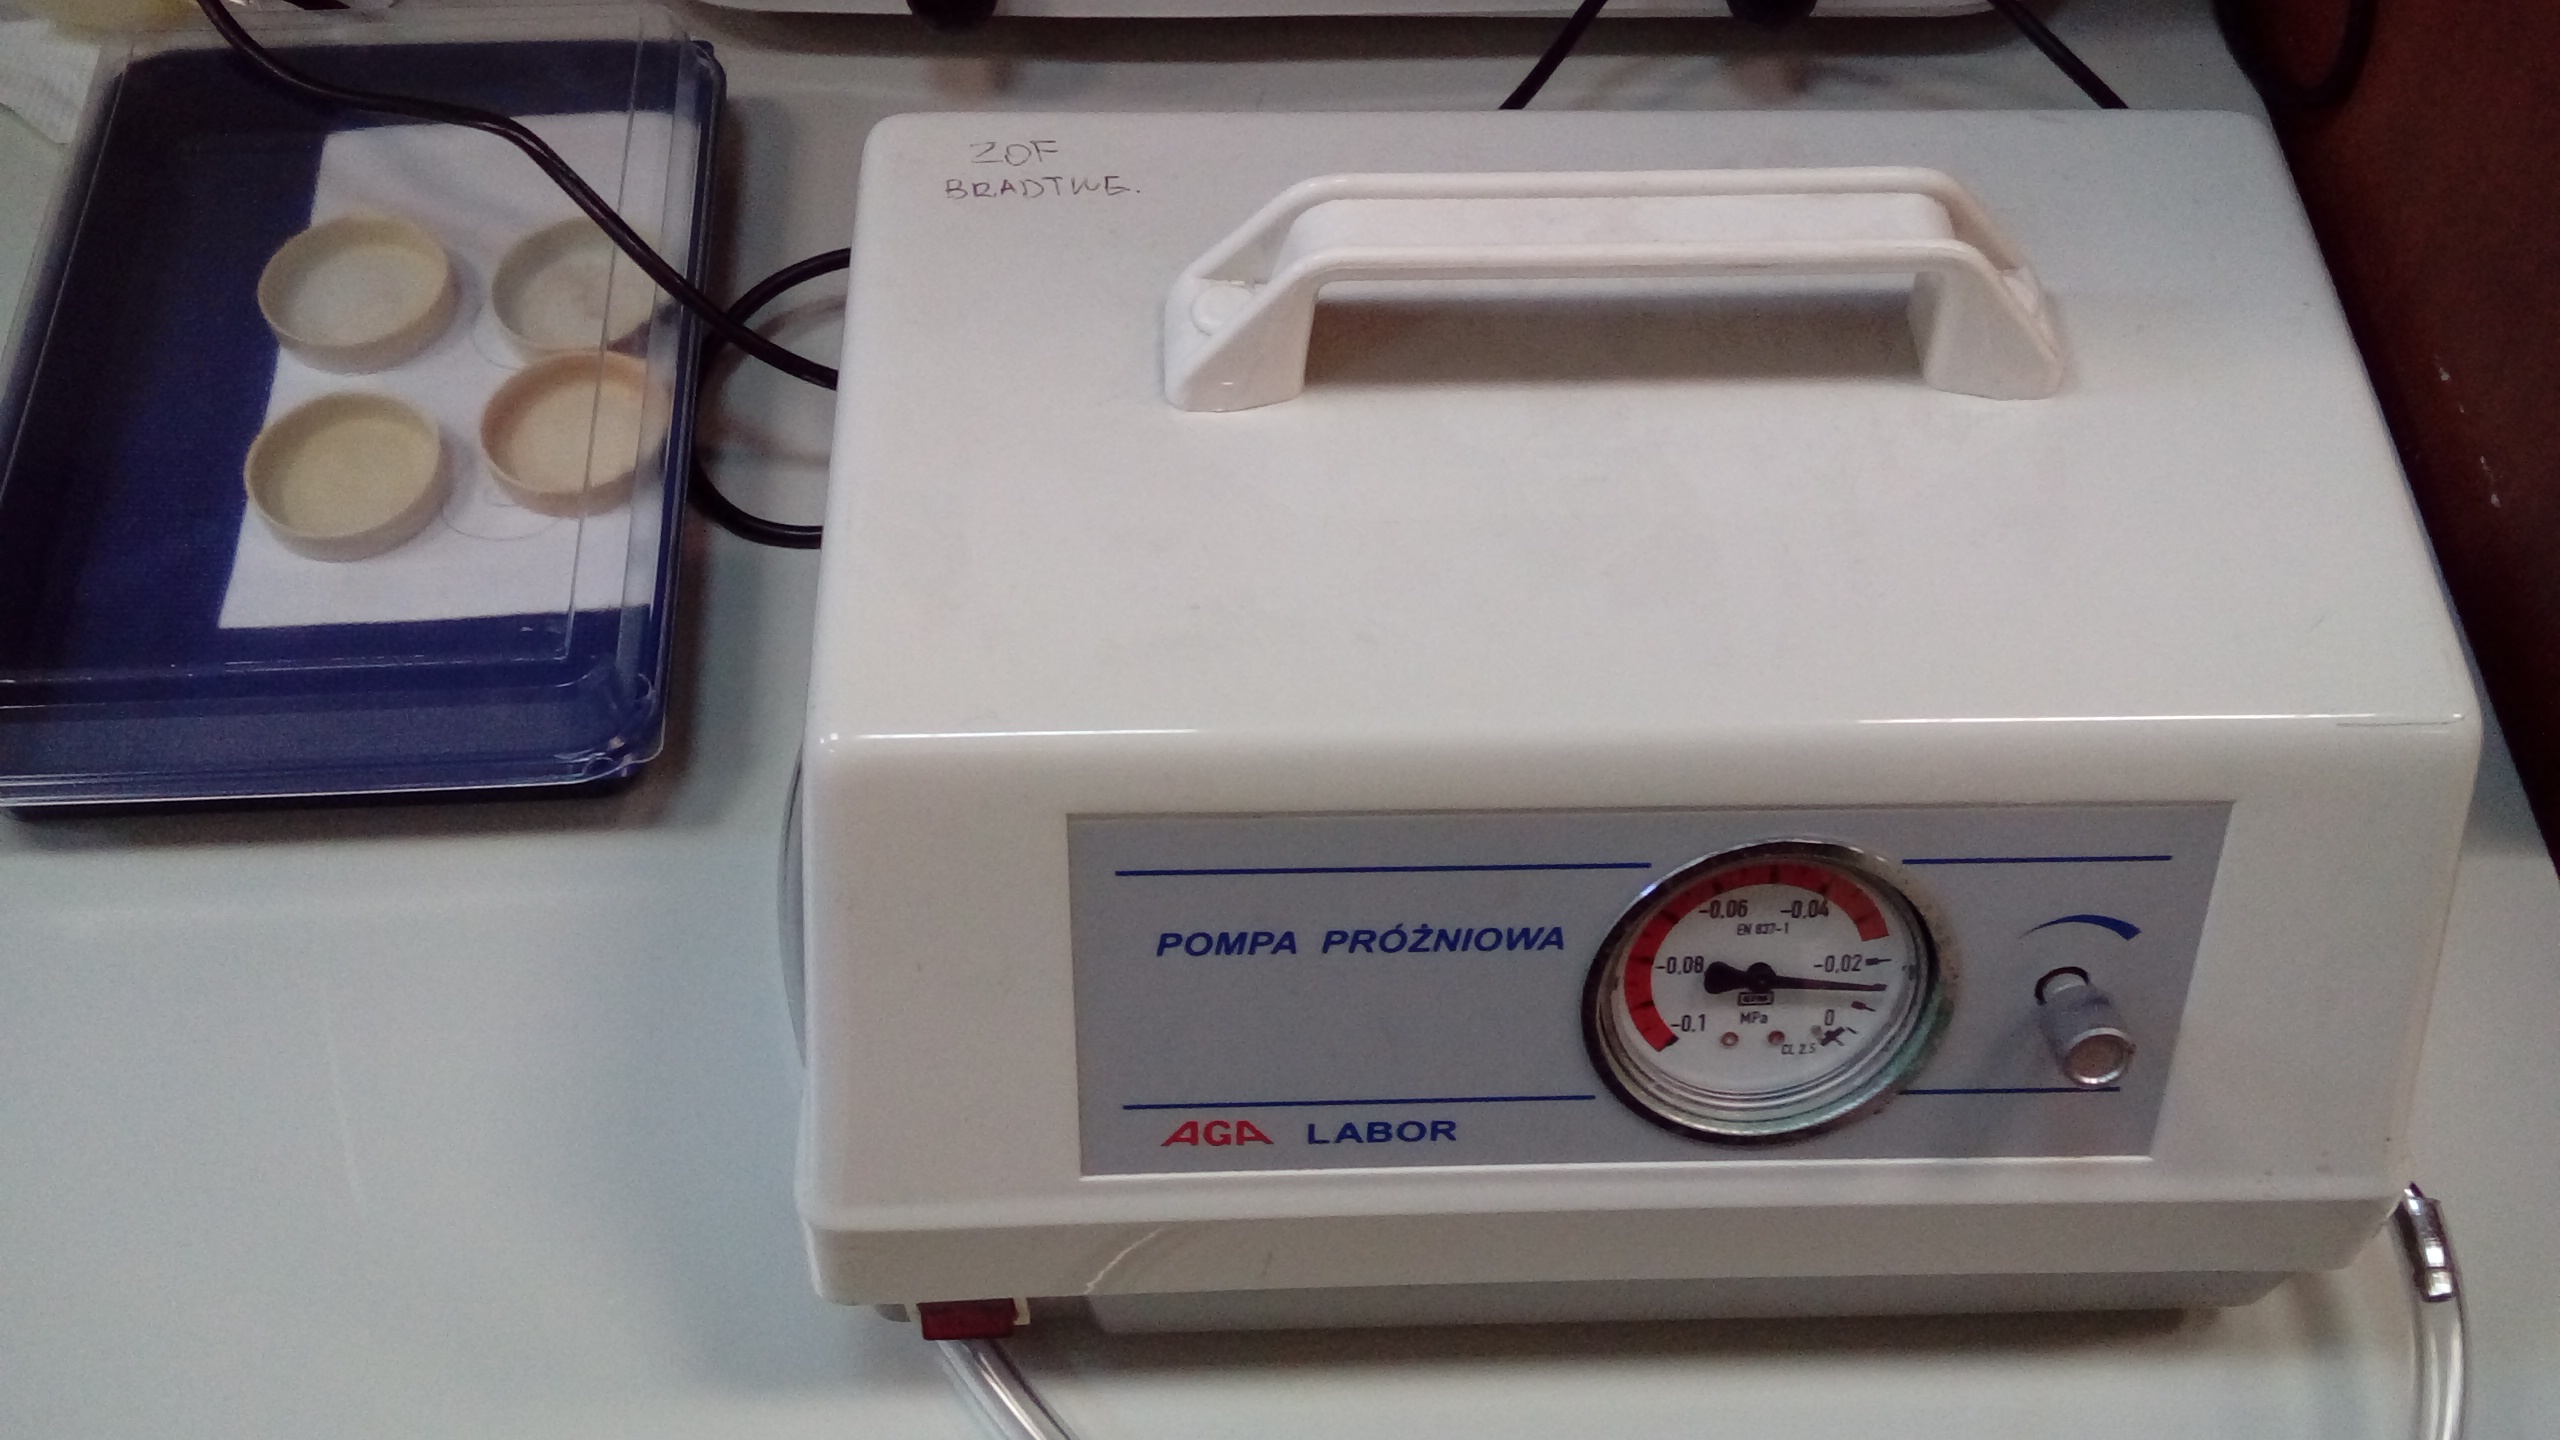 ZOF
POMPA PRÓŻNIOWA
-0,06 -0,04
EN 837-1
-0,08 -0,02
-0,1 MPa 0
CL 2.5
AGA LABOR